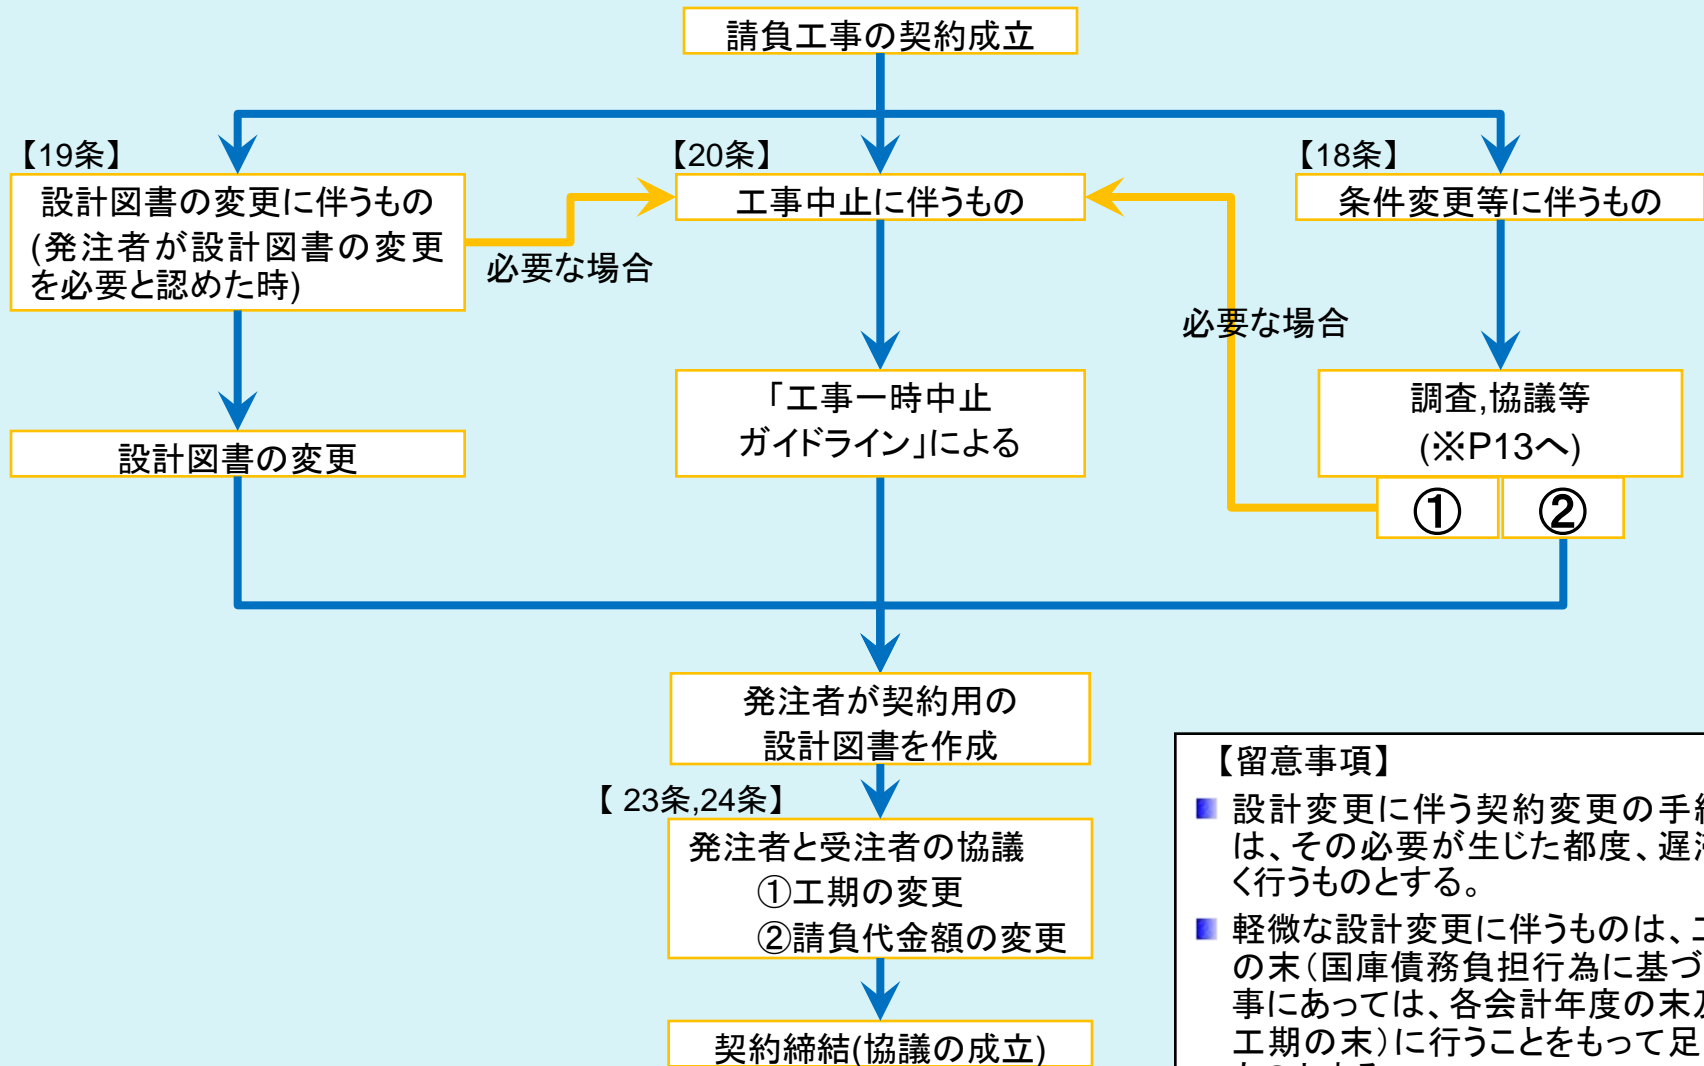 請負工事の契約成立
【19条】
設計図書の変更に伴うもの
(発注者が設計図書の変更
を必要と認めた時)
必要な場合
設計図書の変更
【20条】
工事中止に伴うもの
「工事一時中止
ガイドライン」による
【18条】
条件変更等に伴うもの
必要な場合
調査,協議等
(※P13へ)
① ②
発注者が契約用の
設計図書を作成
【 23条,24条】
発注者と受注者の協議
①工期の変更
②請負代金額の変更
契約締結(協議の成立)
【留意事項】
設計変更に伴う契約変更の手
は、その必要が生じた都度、遅
く行うものとする。
軽微な設計変更に伴うものは、
の末(国庫債務負担行為に基づ
事にあっては、各会計年度の末
工期の末)に行うことをもって足